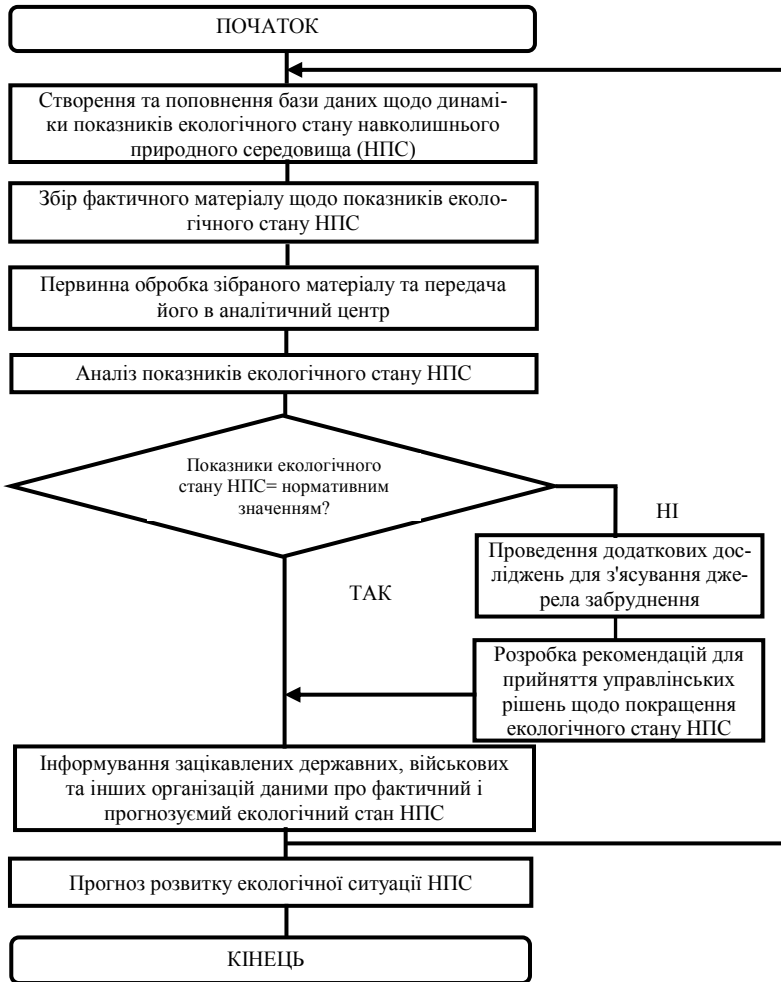 ПОЧАТОК
Створення та поповнення бази даних щодо динамі-
ки показників екологічного стану навколишнього
природного середовища (НПС)
Збір фактичного матеріалу щодо показників еколо-
гічного стану НПС
Первинна обробка зібраного матеріалу та передача
його в аналітичний центр
Аналіз показників екологічного стану НПС
Показники екологічного
стану НПС= нормативним
значенням?
НІ
Проведення додаткових дос-
ліджень для з'ясування дже-
рела забруднення
ТАК
Розробка рекомендацій для
прийняття управлінських
рішень щодо покращення
екологічного стану НПС
Інформування зацікавлених державних, військових
та інших організацій даними про фактичний і
прогнозуємий екологічний стан НПС
Прогноз розвитку екологічної ситуації НПС
КІНЕЦЬ